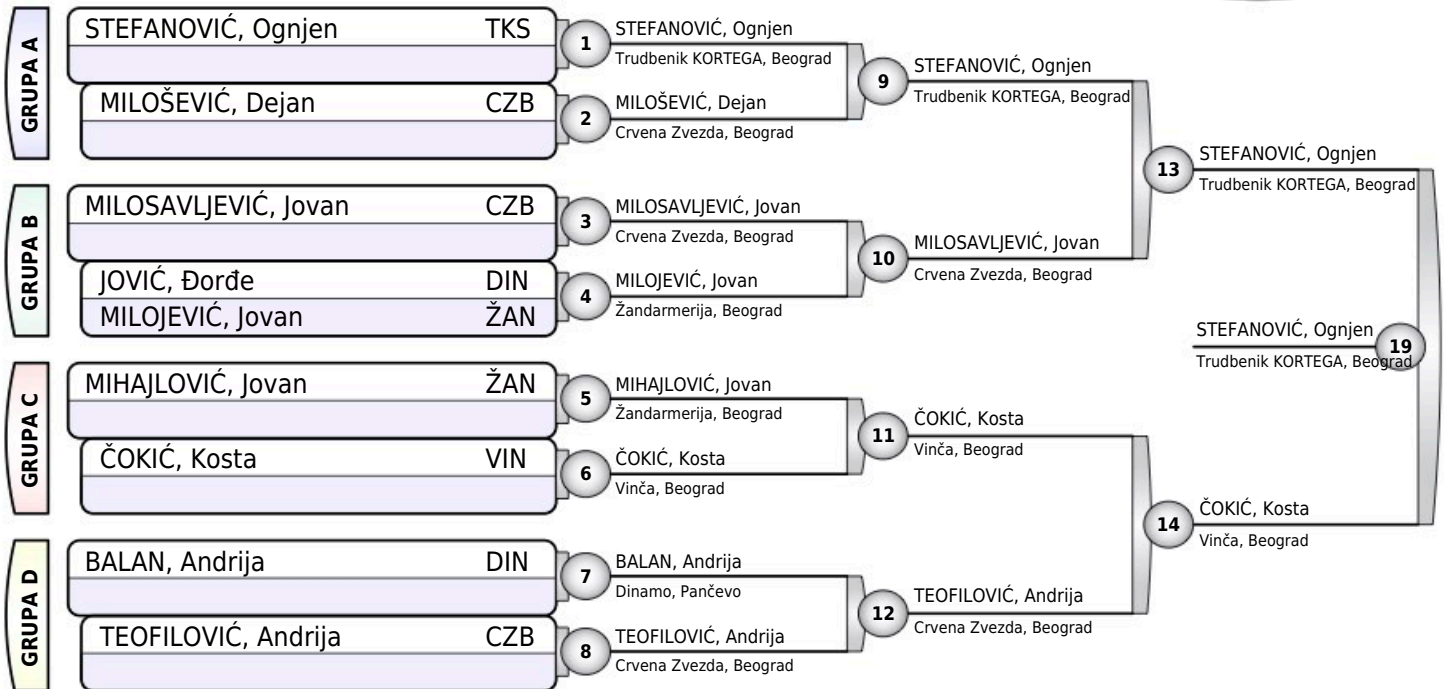 GRUPA A
STEFANOVIĆ, Ognjen TKS
MILOŠEVIĆ, Dejan CZB
GRUPA B
MILOSAVLJEVIĆ, Jovan CZB
JOVIĆ, Đorđe DIN
MILOJEVIĆ, Jovan ŽAN
GRUPA C
MIHAJLOVIĆ, Jovan ŽAN
ČOKIĆ, Kosta VIN
GRUPA D
BALAN, Andrija DIN
TEOFILOVIĆ, Andrija CZB
1
STEFANOVIĆ, Ognjen
Trudbenik KORTEGA, Beograd
2
MILOŠEVIĆ, Dejan
Crvena Zvezda, Beograd
3
MILOSAVLJEVIĆ, Jovan
Crvena Zvezda, Beograd
4
MILOJEVIĆ, Jovan
Žandarmerija, Beograd
5
MIHAJLOVIĆ, Jovan
Žandarmerija, Beograd
6
ČOKIĆ, Kosta
Vinča, Beograd
7
BALAN, Andrija
Dinamo, Pančevo
8
TEOFILOVIĆ, Andrija
Crvena Zvezda, Beograd
9
STEFANOVIĆ, Ognjen
Trudbenik KORTEGA, Beograd
10
MILOSAVLJEVIĆ, Jovan
Crvena Zvezda, Beograd
11
ČOKIĆ, Kosta
Vinča, Beograd
12
TEOFILOVIĆ, Andrija
Crvena Zvezda, Beograd
13
STEFANOVIĆ, Ognjen
Trudbenik KORTEGA, Beograd
14
ČOKIĆ, Kosta
Vinča, Beograd
STEFANOVIĆ, Ognjen
19
Trudbenik KORTEGA, Beograd